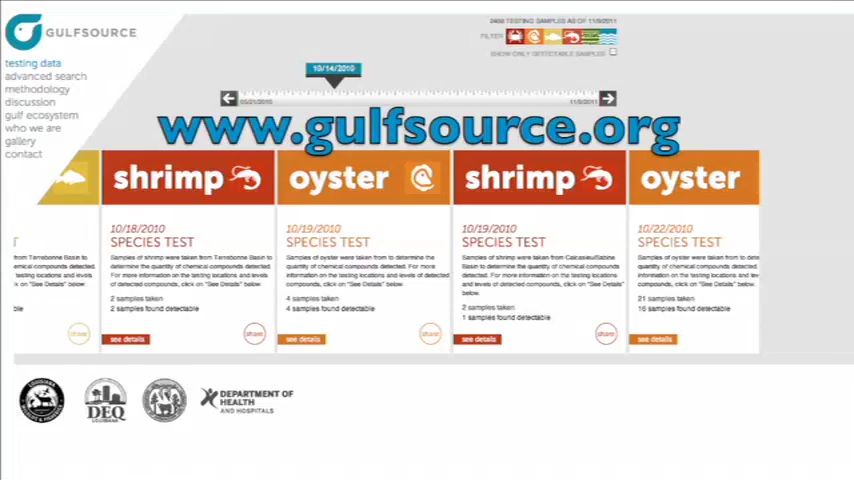 GULFSOURCE
testing data
advanced search
methodology
discussion
gulf ecosystem
who we are
gallery
contact
2408 TESTING SAMPLES AS OF 11/9/2011
FILTER
SHOW ONLY DETECTABLE SAMPLES
10/14/2010
05/21/2010
11/8/2011
www.gulfsource.org
T
from Terrebonne Basin to
emical compounds detected.
testing locations and levels
k on "See Details" below.
ble
share
shrimp
10/18/2010
SPECIES TEST
Samples of shrimp were taken from Terrebonne Basin to
determine the quantity of chemical compounds detected.
For more information on the testing locations and levels
of detected compounds, click on "See Details" below.
2 samples taken
2 samples found detectable
see details
share
oyster
10/19/2010
SPECIES TEST
Samples of oyster were taken from to determine the
quantity of chemical compounds detected. For more
information on the testing locations and levels of detected
compounds, click on "See Details" below.
4 samples taken
4 samples found detectable
see details
share
shrimp
10/19/2010
SPECIES TEST
Samples of shrimp were taken from Calcasieu/Sabine
Basin to determine the quantity of chemical compounds
detected. For more information on the testing locations
and levels of detected compounds, click on "See Details"
below.
2 samples taken
1 samples found detectable
see details
share
oyster
10/22/2010
SPECIES TEST
Samples of oyster were taken from to dete
quantity of chemical compounds detected.
information on the testing locations and leve
compounds, click on "See Details" below.
21 samples taken
16 samples found detectable
see details
DEQ
LOUISIANA
DEPARTMENT OF
HEALTH
AND HOSPITALS